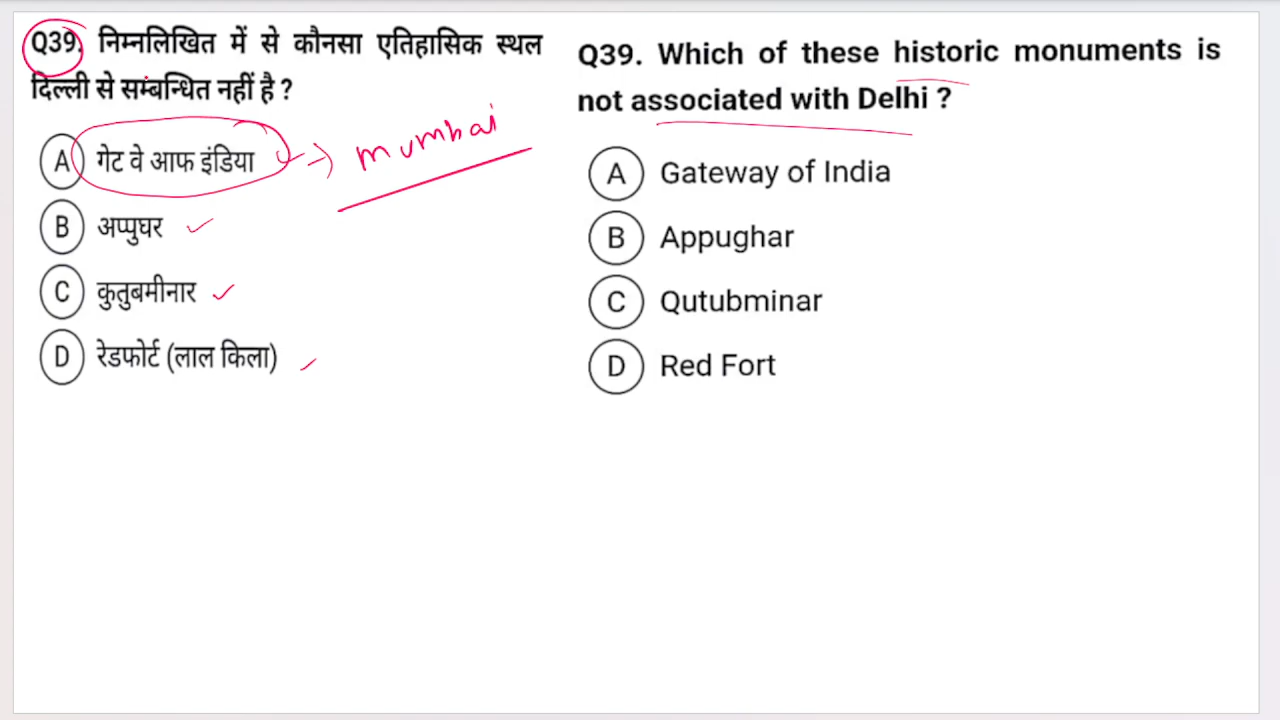 Q39. निम्नलिखित में से कौनसा एतिहासिक स्थल
दिल्ली से सम्बन्धित नहीं है ?
A गेट वे आफ इंडिया → mumbai
B अप्पुघर
C कुतुबमीनार
D रेडफोर्ट (लाल किला)
Q39. Which of these historic monuments is
not associated with Delhi ?
A Gateway of India
B Appughar
C Qutubminar
D Red Fort